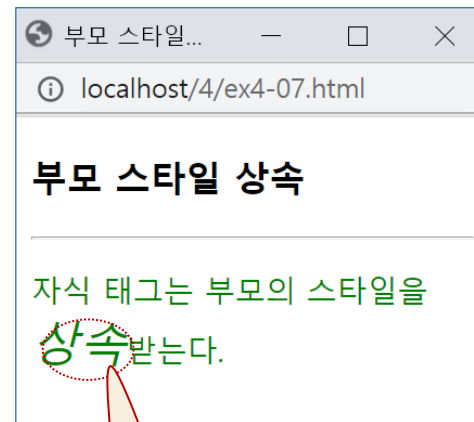 부모 스타일...
localhost/4/ex4-07.html
부모 스타일 상속
자식 태그는 부모의 스타일을
상속받는다.